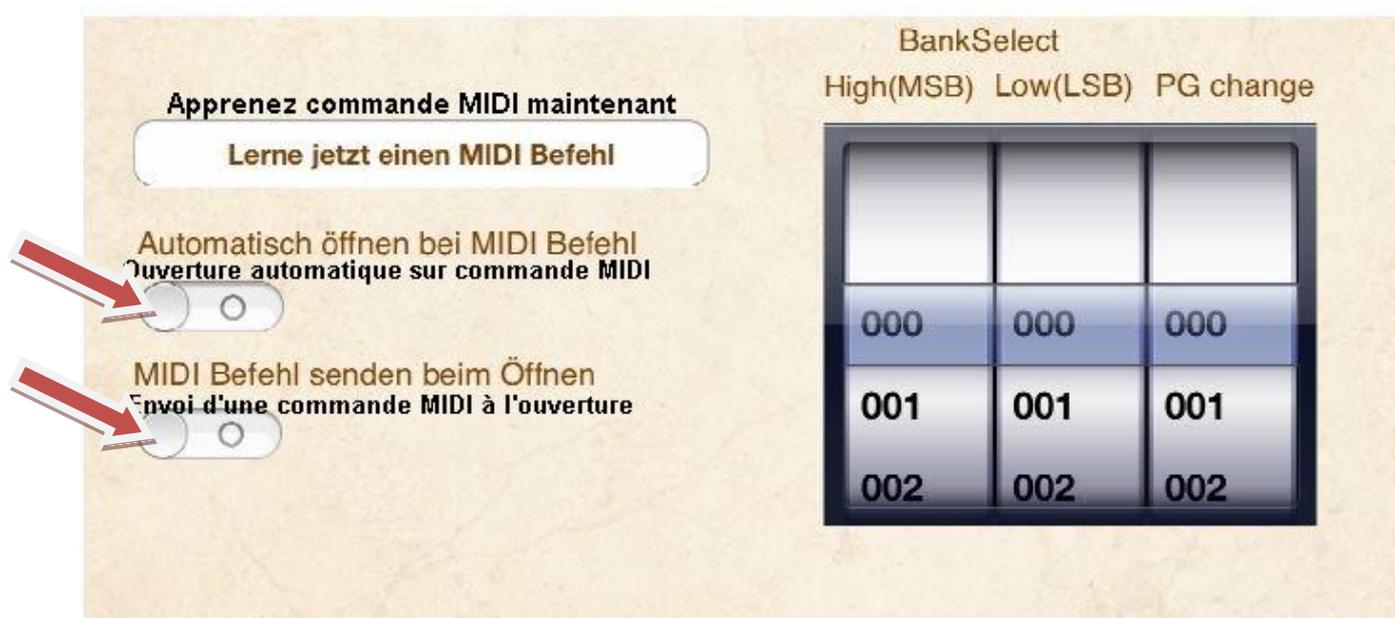 Apprenez commande MIDI maintenant
Lerne jetzt einen MIDI Befehl
Automatisch öffnen bei MIDI Befehl
Ouverture automatique sur commande MIDI
MIDI Befehl senden beim Öffnen
Envoi d'une commande MIDI à l'ouverture
BankSelect
High(MSB) Low(LSB) PG change
000 000 000
001 001 001
002 002 002